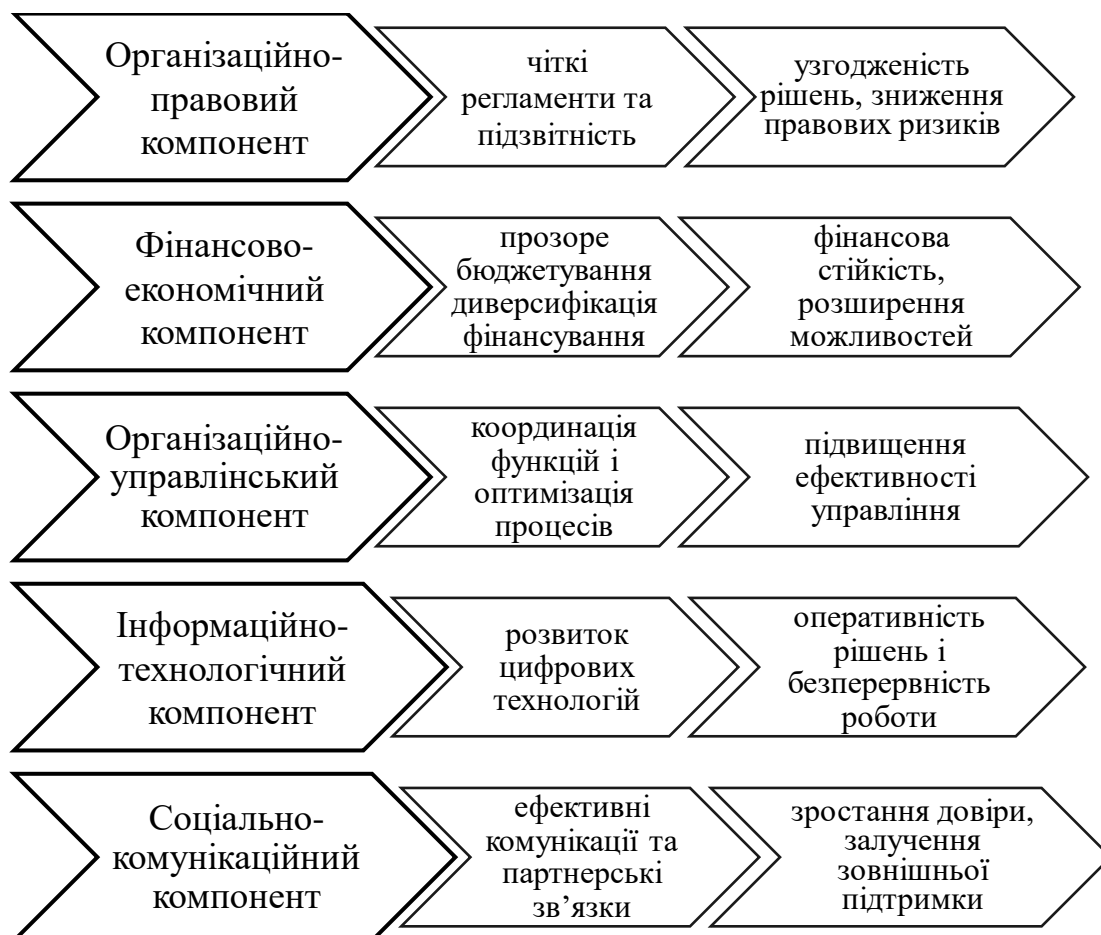 Організаційно-
правовий
компонент
чіткі
регламенти та
підзвітність
узгодженість
рішень, зниження
правових ризиків
Фінансово-
економічний
компонент
прозоре
бюджетування
диверсифікація
фінансування
фінансова
стійкість,
розширення
можливостей
Організаційно-
управлінський
компонент
координація
функцій і
оптимізація
процесів
підвищення
ефективності
управління
Інформаційно-
технологічний
компонент
розвиток
цифрових
технологій
оперативність
рішень і
безперервність
роботи
Соціально-
комунікаційний
компонент
ефективні
комунікації та
партнерські
зв’язки
зростання довіри,
залучення
зовнішньої
підтримки